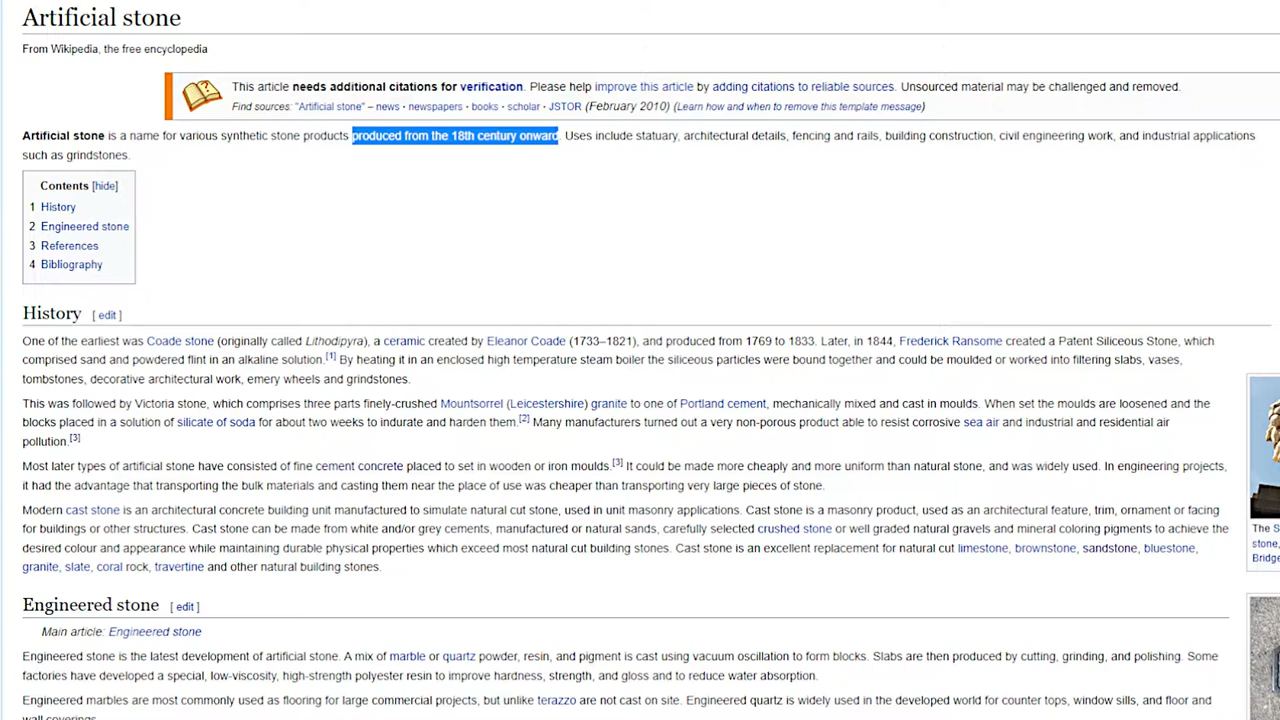 Artificial stone
From Wikipedia, the free encyclopedia
This article needs additional citations for verification. Please help improve this article by adding citations to reliable sources. Unsourced material may be challenged and removed.
Find sources: "Artificial stone" – news · newspapers · books · scholar · JSTOR (February 2010) (Learn how and when to remove this template message)
Artificial stone is a name for various synthetic stone products produced from the 18th century onward. Uses include statuary, architectural details, fencing and rails, building construction, civil engineering work, and industrial applications
such as grindstones.
Contents [hide]
1 History
2 Engineered stone
3 References
4 Bibliography
History [ edit ]
One of the earliest was Coade stone (originally called Lithodipyra), a ceramic created by Eleanor Coade (1733–1821), and produced from 1769 to 1833. Later, in 1844, Frederick Ransome created a Patent Siliceous Stone, which
comprised sand and powdered flint in an alkaline solution.[1] By heating it in an enclosed high temperature steam boiler the siliceous particles were bound together and could be moulded or worked into filtering slabs, vases,
tombstones, decorative architectural work, emery wheels and grindstones.
This was followed by Victoria stone, which comprises three parts finely-crushed Mountsorrel (Leicestershire) granite to one of Portland cement, mechanically mixed and cast in moulds. When set the moulds are loosened and the
blocks placed in a solution of silicate of soda for about two weeks to indurate and harden them.[2] Many manufacturers turned out a very non-porous product able to resist corrosive sea air and industrial and residential air
pollution.[3]
Most later types of artificial stone have consisted of fine cement concrete placed to set in wooden or iron moulds.[3] It could be made more cheaply and more uniform than natural stone, and was widely used. In engineering projects,
it had the advantage that transporting the bulk materials and casting them near the place of use was cheaper than transporting very large pieces of stone.
Modern cast stone is an architectural concrete building unit manufactured to simulate natural cut stone, used in unit masonry applications. Cast stone is a masonry product, used as an architectural feature, trim, ornament or facing
for buildings or other structures. Cast stone can be made from white and/or grey cements, manufactured or natural sands, carefully selected crushed stone or well graded natural gravels and mineral coloring pigments to achieve the
desired colour and appearance while maintaining durable physical properties which exceed most natural cut building stones. Cast stone is an excellent replacement for natural cut limestone, brownstone, sandstone, bluestone,
granite, slate, coral rock, travertine and other natural building stones.
The S
stone,
Bridge
Engineered stone [ edit ]
Main article: Engineered stone
Engineered stone is the latest development of artificial stone. A mix of marble or quartz powder, resin, and pigment is cast using vacuum oscillation to form blocks. Slabs are then produced by cutting, grinding, and polishing. Some
factories have developed a special, low-viscosity, high-strength polyester resin to improve hardness, strength, and gloss and to reduce water absorption.
Engineered marbles are most commonly used as flooring for large commercial projects, but unlike terazzo are not cast on site. Engineered quartz is widely used in the developed world for counter tops, window sills, and floor and
wall coverings.